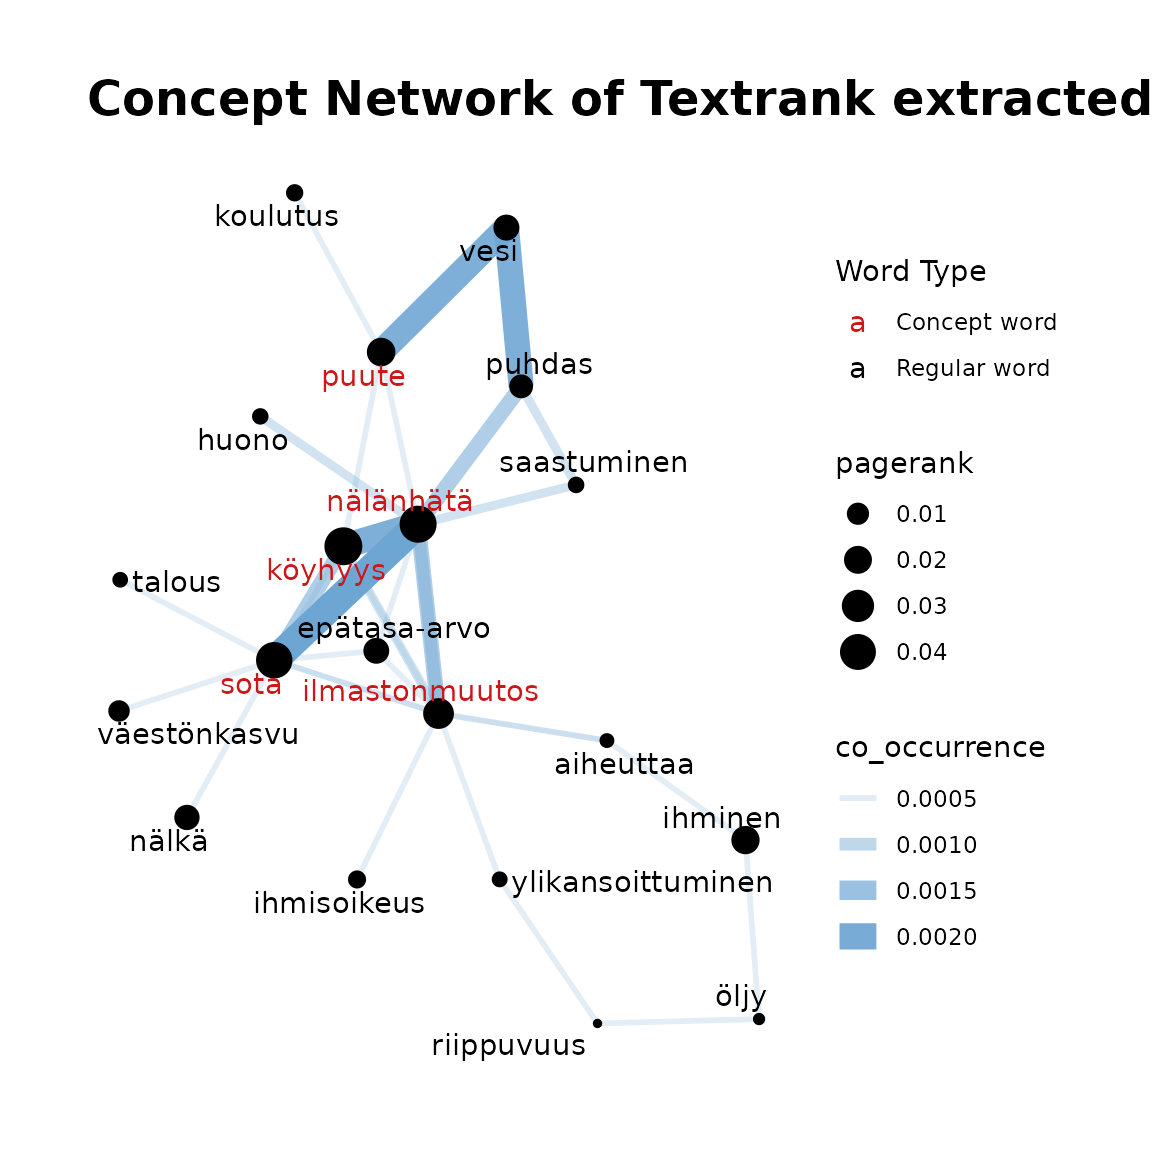 Concept Network of Textrank extracted
koulutus
vesi
puhdas
puute
huono
saastuminen
nälänhätä
köyhyys
talous
epätasa-arvo
sota
ilmastonmuutos
väestönkasvu
aiheuttaa
ihminen
nälkä
ylikansoittuminen
ihmisoikeus
öljy
riippuvuus
Word Type
a Concept word
a Regular word
pagerank
0.01
0.02
0.03
0.04
co_occurrence
0.0005
0.0010
0.0015
0.0020